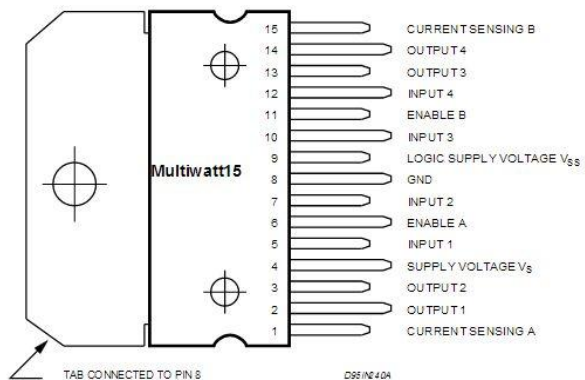 15 CURRENT SENSING B
14 OUTPUT 4
13 OUTPUT 3
12 INPUT 4
11 ENABLE B
10 INPUT 3
9 LOGIC SUPPLY VOLTAGE VSS
8 GND
7 INPUT 2
6 ENABLE A
5 INPUT 1
4 SUPPLY VOLTAGE VS
3 OUTPUT 2
2 OUTPUT 1
1 CURRENT SENSING A
Multiwatt15
TAB CONNECTED TO PIN 8
D95IN240A